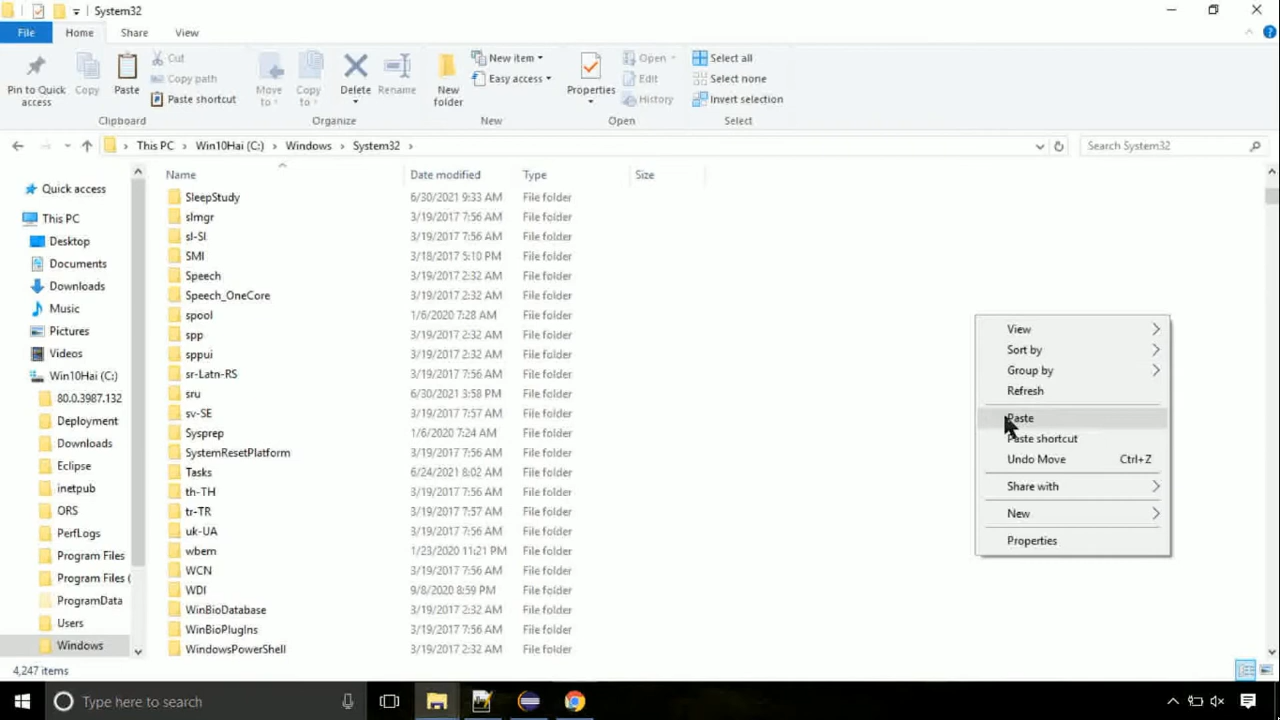 System32
File Home Share View
Pin to Quick access
Copy
Paste
Cut
Copy path
Paste shortcut
Clipboard
Move to
Copy to
Delete
Rename
Organize
New folder
New item
Easy access
New
Properties
Open
Edit
History
Open
Select all
Select none
Invert selection
Select
This PC > Win10Hai (C:) > Windows > System32 >
Search System32
Quick access
This PC
Desktop
Documents
Downloads
Music
Pictures
Videos
Win10Hai (C:)
80.0.3987.132
Deployment
Downloads
Eclipse
inetpub
ORS
PerfLogs
Program Files
Program Files (
ProgramData
Users
Windows
Name Date modified Type Size
SleepStudy 6/30/2021 9:33 AM File folder
slmgr 3/19/2017 7:56 AM File folder
sl-SI 3/19/2017 7:56 AM File folder
SMI 3/18/2017 5:10 PM File folder
Speech 3/19/2017 2:32 AM File folder
Speech_OneCore 3/19/2017 2:32 AM File folder
spool 1/6/2020 7:28 AM File folder
spp 3/19/2017 7:56 AM File folder
sppui 3/19/2017 7:56 AM File folder
sr-Latn-RS 3/19/2017 7:56 AM File folder
sru 6/30/2021 3:58 PM File folder
sv-SE 3/19/2017 7:57 AM File folder
Sysprep 1/6/2020 7:24 AM File folder
SystemResetPlatform 3/19/2017 7:56 AM File folder
Tasks 6/24/2021 8:02 AM File folder
th-TH 3/19/2017 7:56 AM File folder
tr-TR 3/19/2017 7:57 AM File folder
uk-UA 3/19/2017 7:56 AM File folder
wbem 1/23/2020 11:21 PM File folder
WCN 3/19/2017 7:56 AM File folder
WDI 9/8/2020 8:59 PM File folder
WinBioDatabase 3/19/2017 2:32 AM File folder
WinBioPlugIns 3/19/2017 7:56 AM File folder
WindowsPowerShell 3/19/2017 2:32 AM File folder
View
Sort by
Group by
Refresh
Paste
Paste shortcut
Undo Move Ctrl+Z
Share with
New
Properties
4,247 items
Type here to search